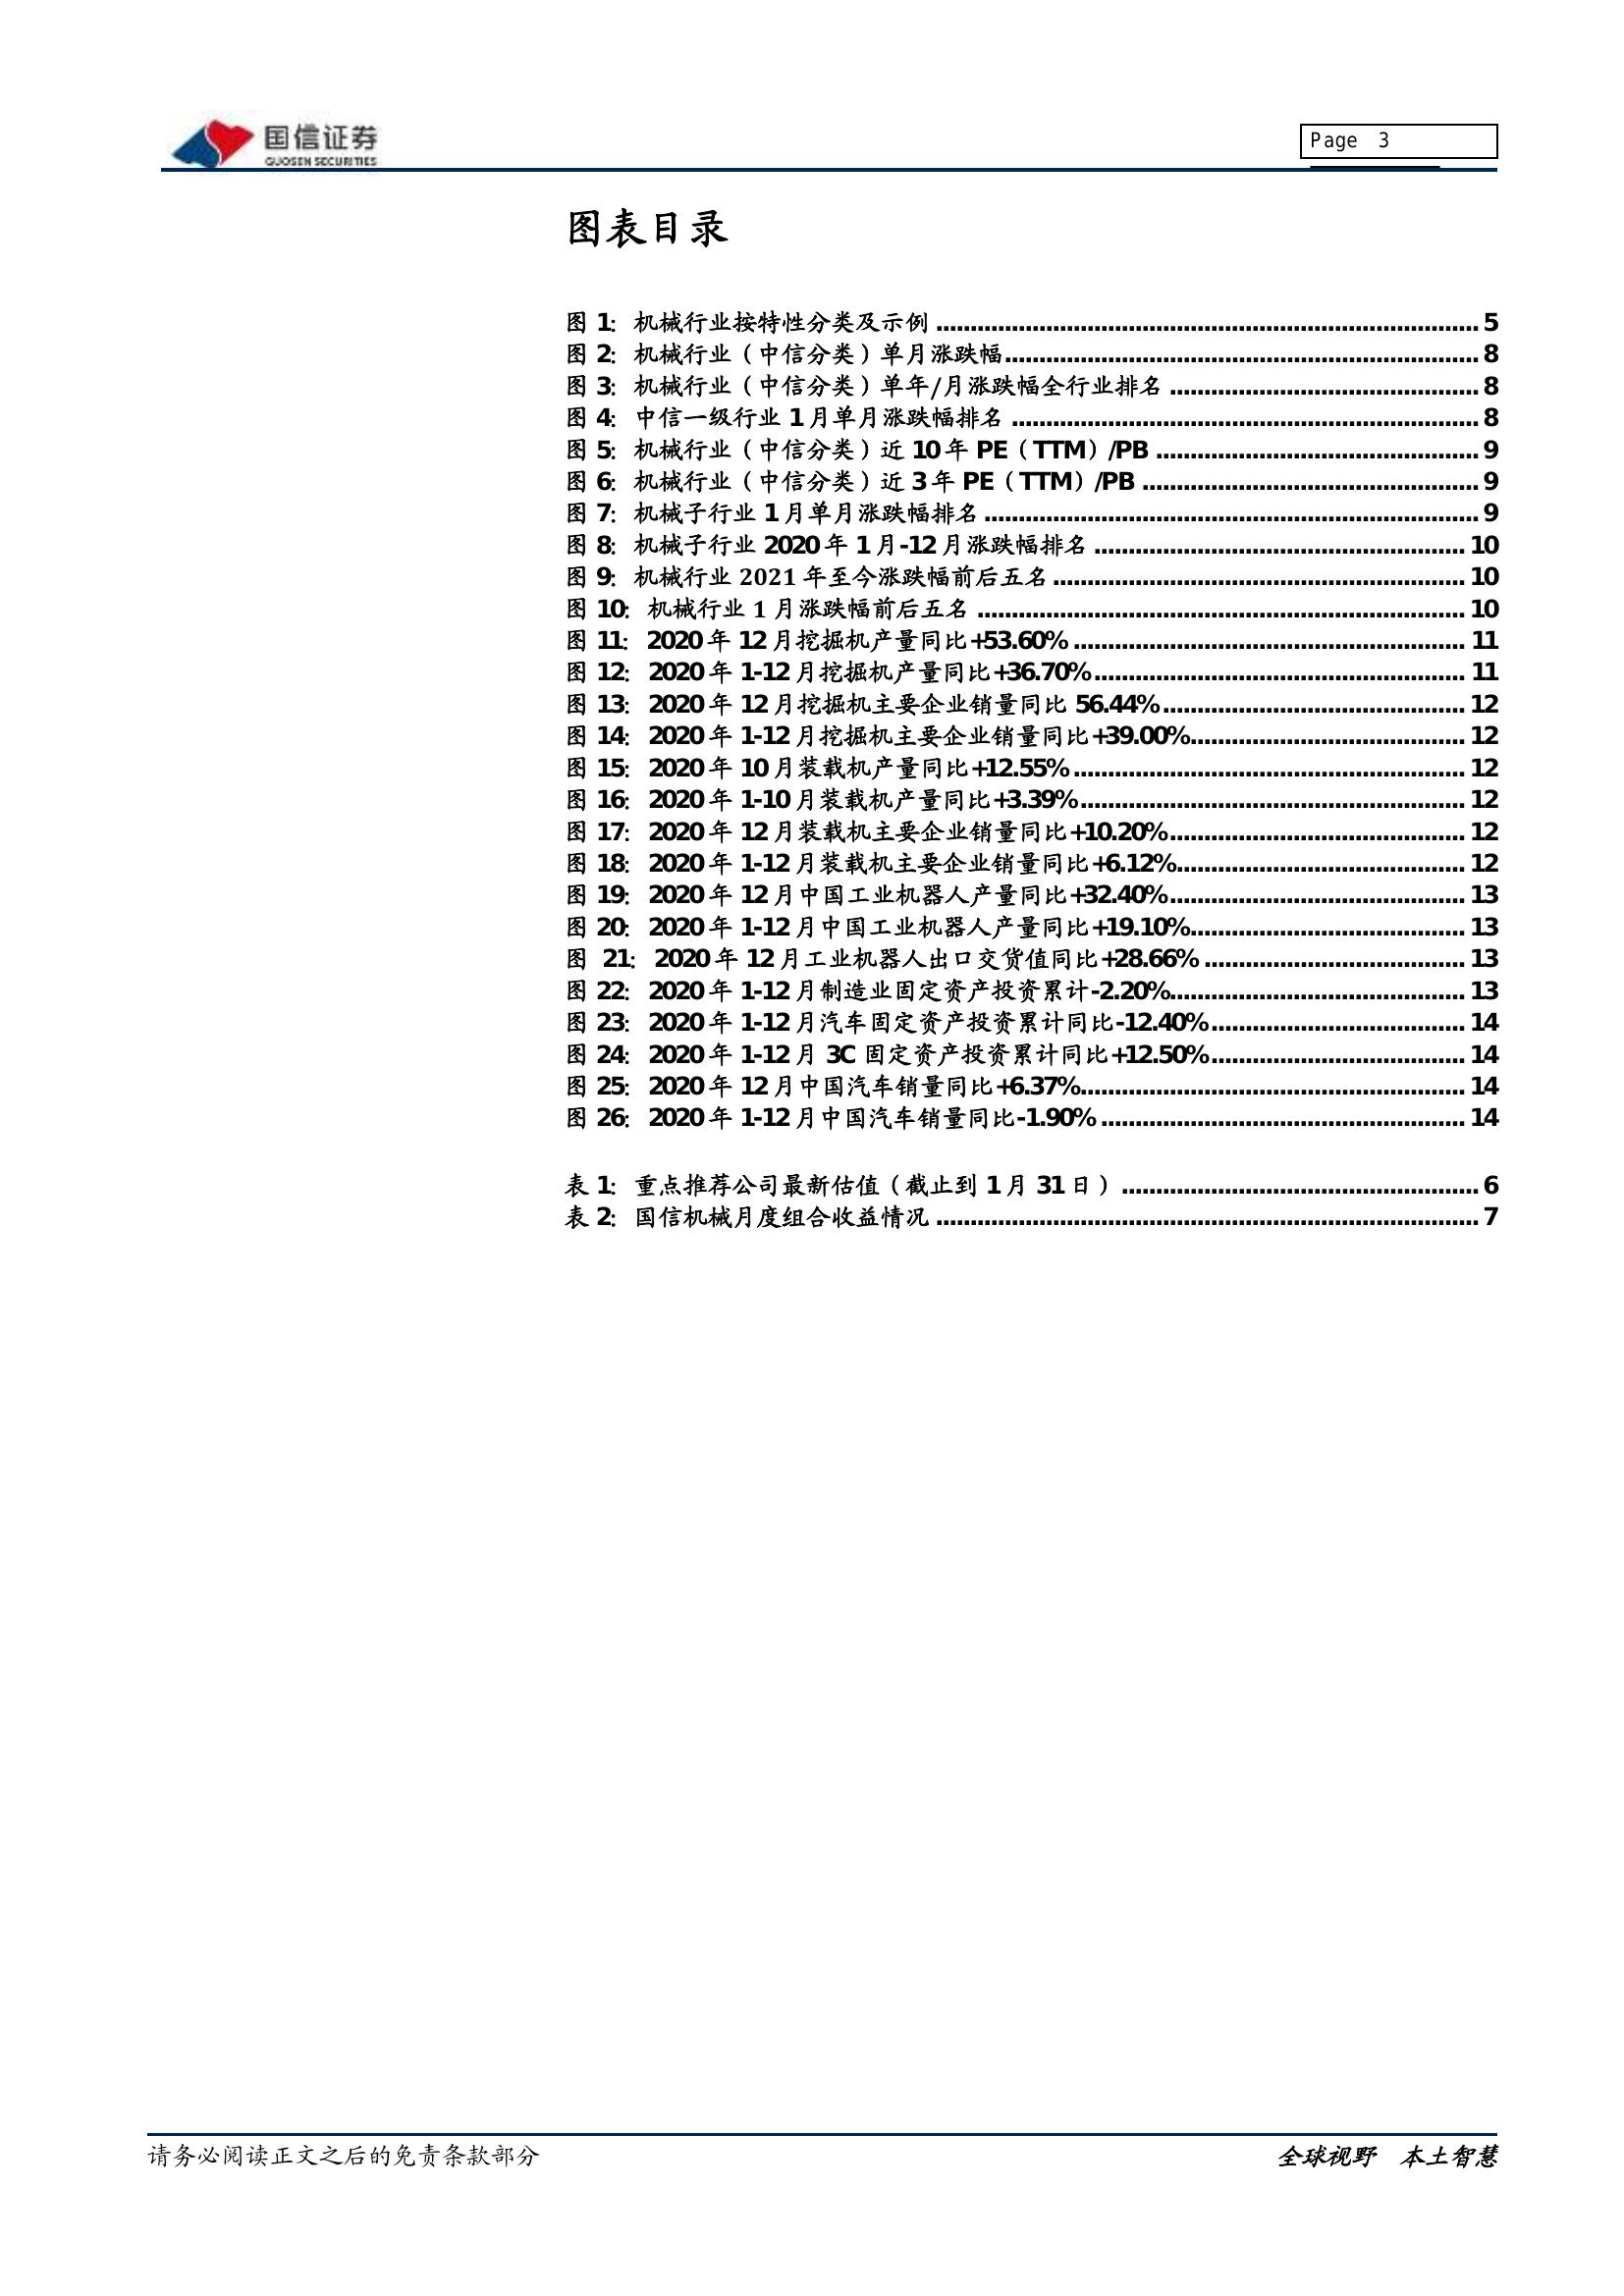 国信证券
GUOSEN SECURITIES
Page 3
图表目录
图 1: 机械行业按特性分类及示例 ........ 5
图 2: 机械行业（中信分类）单月涨跌幅 ........ 8
图 3: 机械行业（中信分类）单年/月涨跌幅全行业排名 ........ 8
图 4: 中信一级行业 1 月单月涨跌幅排名 ........ 8
图 5: 机械行业（中信分类）近 10 年 PE（TTM）/PB ........ 9
图 6: 机械行业（中信分类）近 3 年 PE（TTM）/PB ........ 9
图 7: 机械子行业 1 月单月涨跌幅排名 ........ 9
图 8: 机械子行业 2020 年 1 月-12 月涨跌幅排名 ........ 10
图 9: 机械行业 2021 年至今涨跌幅前后五名 ........ 10
图 10: 机械行业 1 月涨跌幅前后五名 ........ 10
图 11: 2020 年 12 月挖掘机产量同比+53.60% ........ 11
图 12: 2020 年 1-12 月挖掘机产量同比+36.70% ........ 11
图 13: 2020 年 12 月挖掘机主要企业销量同比 56.44% ........ 12
图 14: 2020 年 1-12 月挖掘机主要企业销量同比+39.00% ........ 12
图 15: 2020 年 10 月装载机产量同比+12.55% ........ 12
图 16: 2020 年 1-10 月装载机产量同比+3.39% ........ 12
图 17: 2020 年 12 月装载机主要企业销量同比+10.20% ........ 12
图 18: 2020 年 1-12 月装载机主要企业销量同比+6.12% ........ 12
图 19: 2020 年 12 月中国工业机器人产量同比+32.40% ........ 13
图 20: 2020 年 1-12 月中国工业机器人产量同比+19.10% ........ 13
图 21: 2020 年 12 月工业机器人出口交货值同比+28.66% ........ 13
图 22: 2020 年 1-12 月制造业固定资产投资累计-2.20% ........ 13
图 23: 2020 年 1-12 月汽车固定资产投资累计同比-12.40% ........ 14
图 24: 2020 年 1-12 月 3C 固定资产投资累计同比+12.50% ........ 14
图 25: 2020 年 12 月中国汽车销量同比+6.37% ........ 14
图 26: 2020 年 1-12 月中国汽车销量同比-1.90% ........ 14
表 1: 重点推荐公司最新估值（截止到 1 月 31 日） ........ 6
表 2: 国信机械月度组合收益情况 ........ 7
请务必阅读正文之后的免责条款部分
全球视野 本土智慧